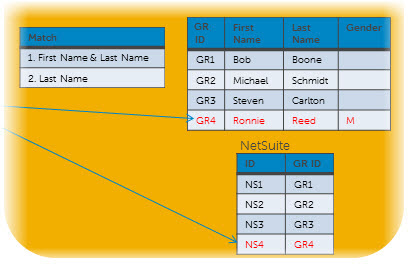 Match
1. First Name & Last Name
2. Last Name
GR ID First Name Last Name Gender
GR1 Bob Boone
GR2 Michael Schmidt
GR3 Steven Carlton
GR4 Ronnie Reed M
NetSuite
ID GR ID
NS1 GR1
NS2 GR2
NS3 GR3
NS4 GR4